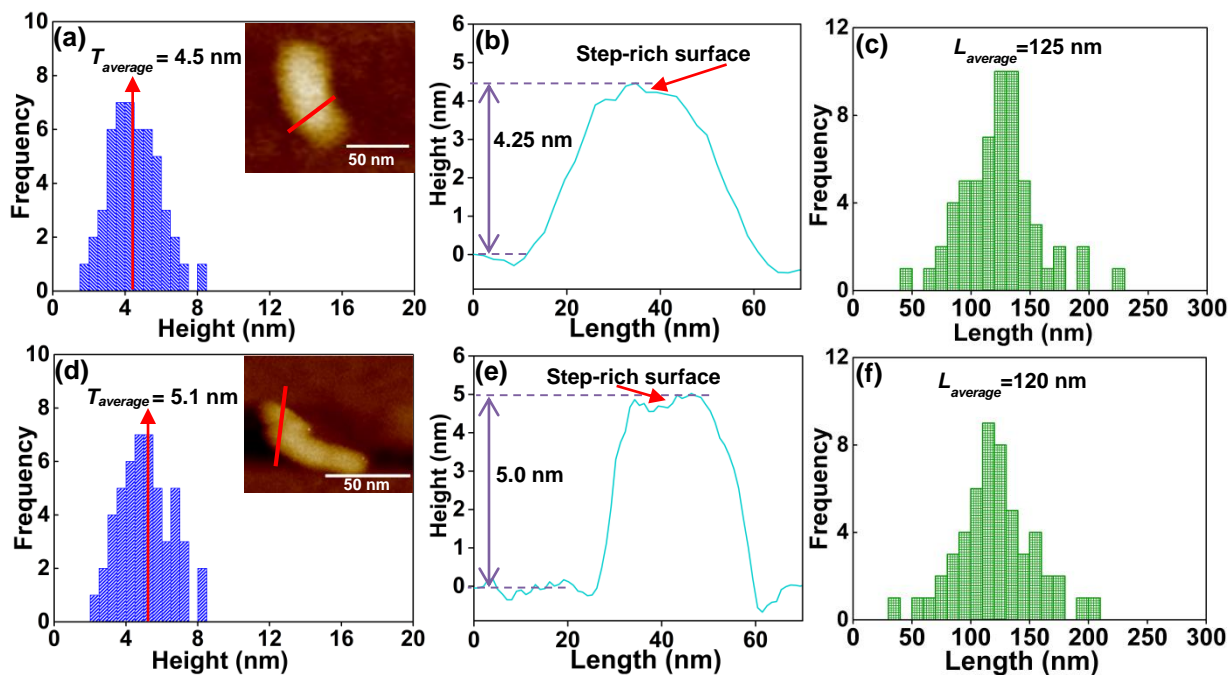 (a)
T_average = 4.5 nm
50 nm
Frequency
10
8
6
4
2
0
0 4 8 12 16 20
Height (nm)
(b)
Step-rich surface
4.25 nm
Height (nm)
6
5
4
3
2
1
0
-1
0 20 40 60
Length (nm)
(c)
L_average=125 nm
Frequency
12
8
4
0
0 50 100 150 200 250 300
Length (nm)
(d)
T_average = 5.1 nm
50 nm
Frequency
10
8
6
4
2
0
0 4 8 12 16 20
Height (nm)
(e)
Step-rich surface
5.0 nm
Height (nm)
6
5
4
3
2
1
0
-1
0 20 40 60
Length (nm)
(f)
L_average=120 nm
Frequency
12
8
4
0
0 50 100 150 200 250 300
Length (nm)